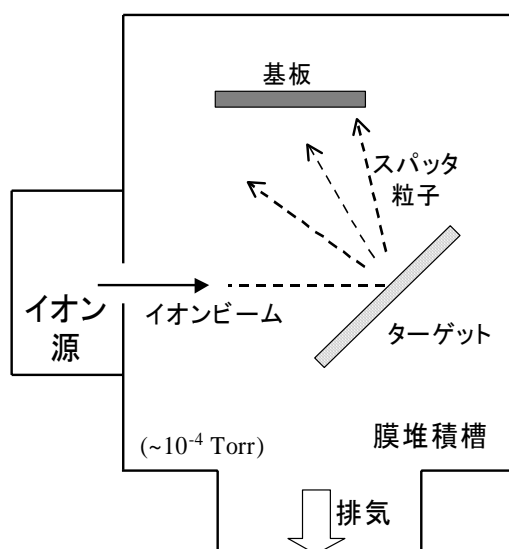 基板
スパッタ
粒子
イオン
源
イオンビーム
ターゲット
(~10⁻⁴ Torr)
膜堆積槽
排気